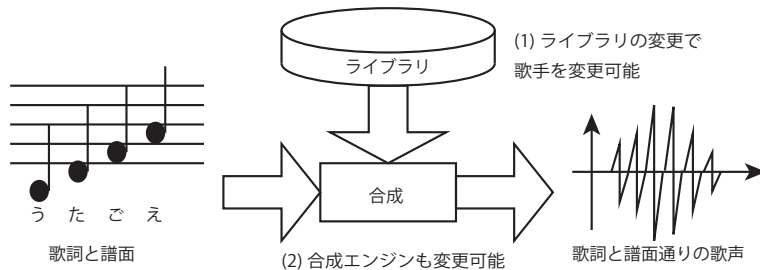 (1) ライブラリの変更で
歌手を変更可能
ライブラリ
合成
う た ご え
歌詞と譜面
(2) 合成エンジンも変更可能
歌詞と譜面通りの歌声